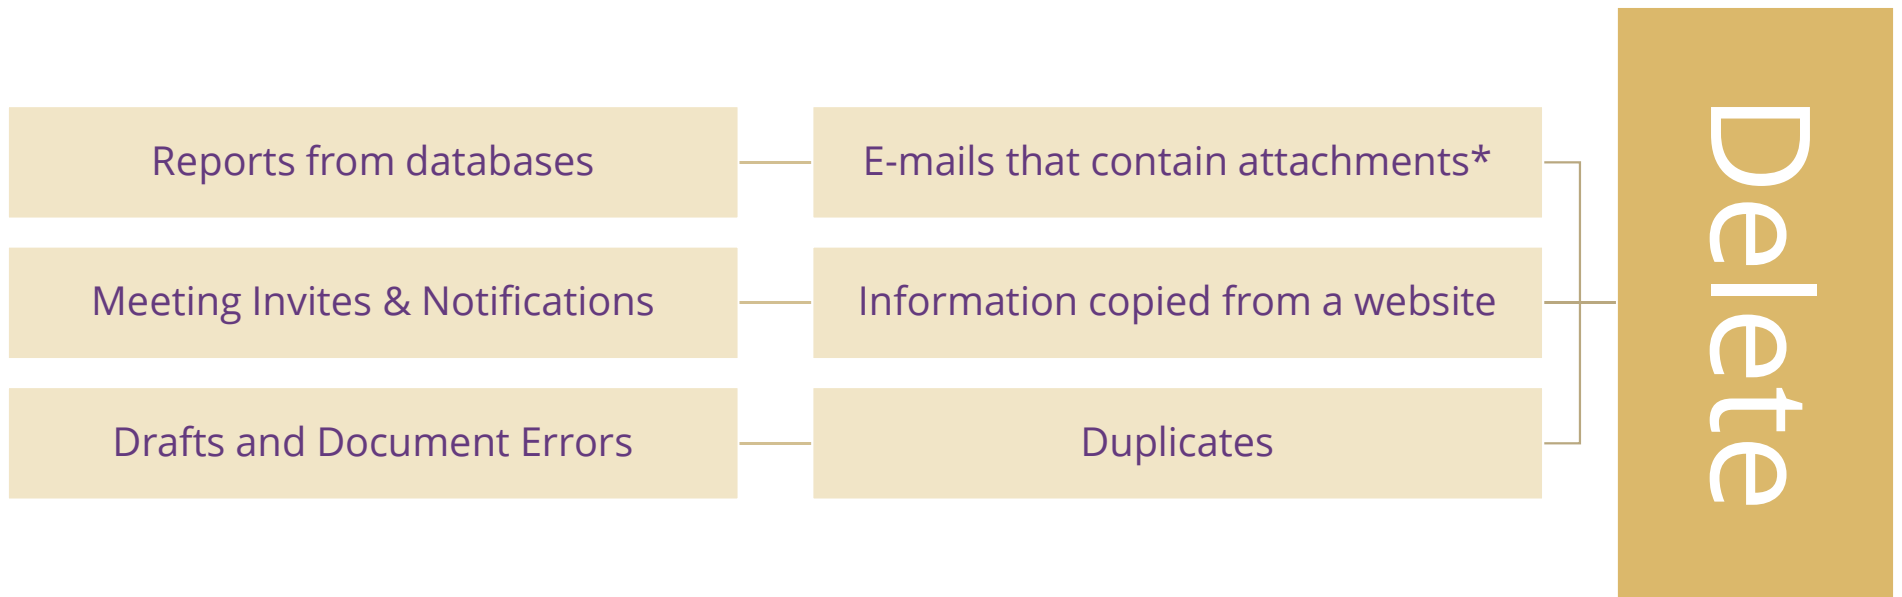 Reports from databases
E-mails that contain attachments*
Meeting Invites & Notifications
Information copied from a website
Drafts and Document Errors
Duplicates
Delete